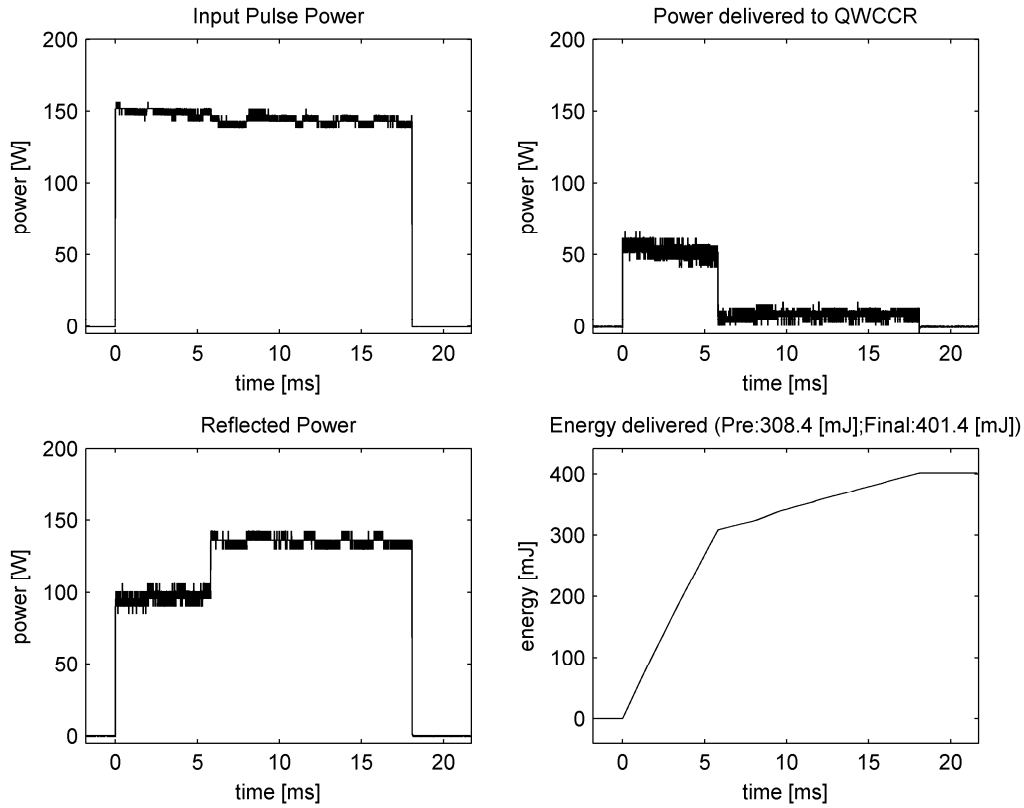 Input Pulse Power
200
150
100
50
0
power [W]
0 5 10 15 20
time [ms]
Power delivered to QWCCR
200
150
100
50
0
power [W]
0 5 10 15 20
time [ms]
Reflected Power
200
150
100
50
0
power [W]
0 5 10 15 20
time [ms]
Energy delivered (Pre:308.4 [mJ];Final:401.4 [mJ])
400
300
200
100
0
energy [mJ]
0 5 10 15 20
time [ms]